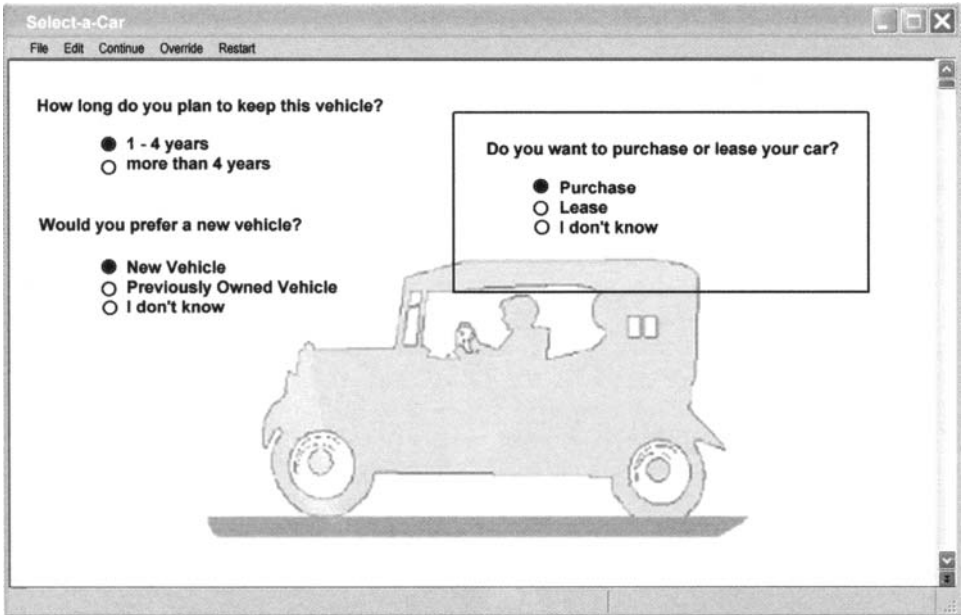 Select-a-Car
File Edit Continue Override Restart
How long do you plan to keep this vehicle?
1 - 4 years
more than 4 years
Would you prefer a new vehicle?
New Vehicle
Previously Owned Vehicle
I don't know
Do you want to purchase or lease your car?
Purchase
Lease
I don't know